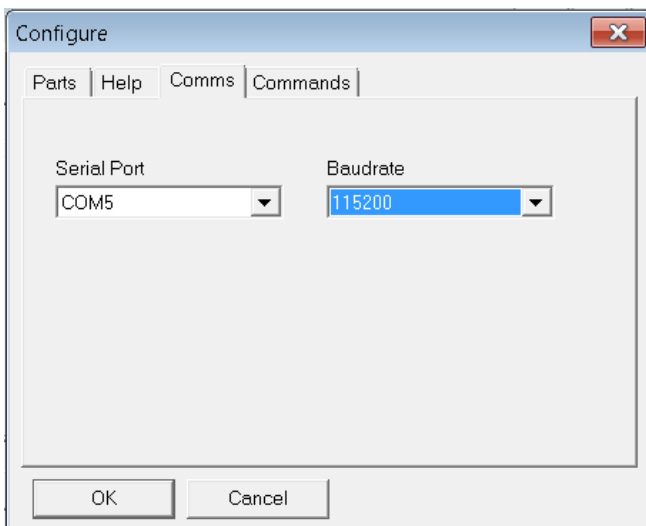 Configure
Parts Help Comms Commands
Serial Port Baudrate
COM5 115200
OK Cancel